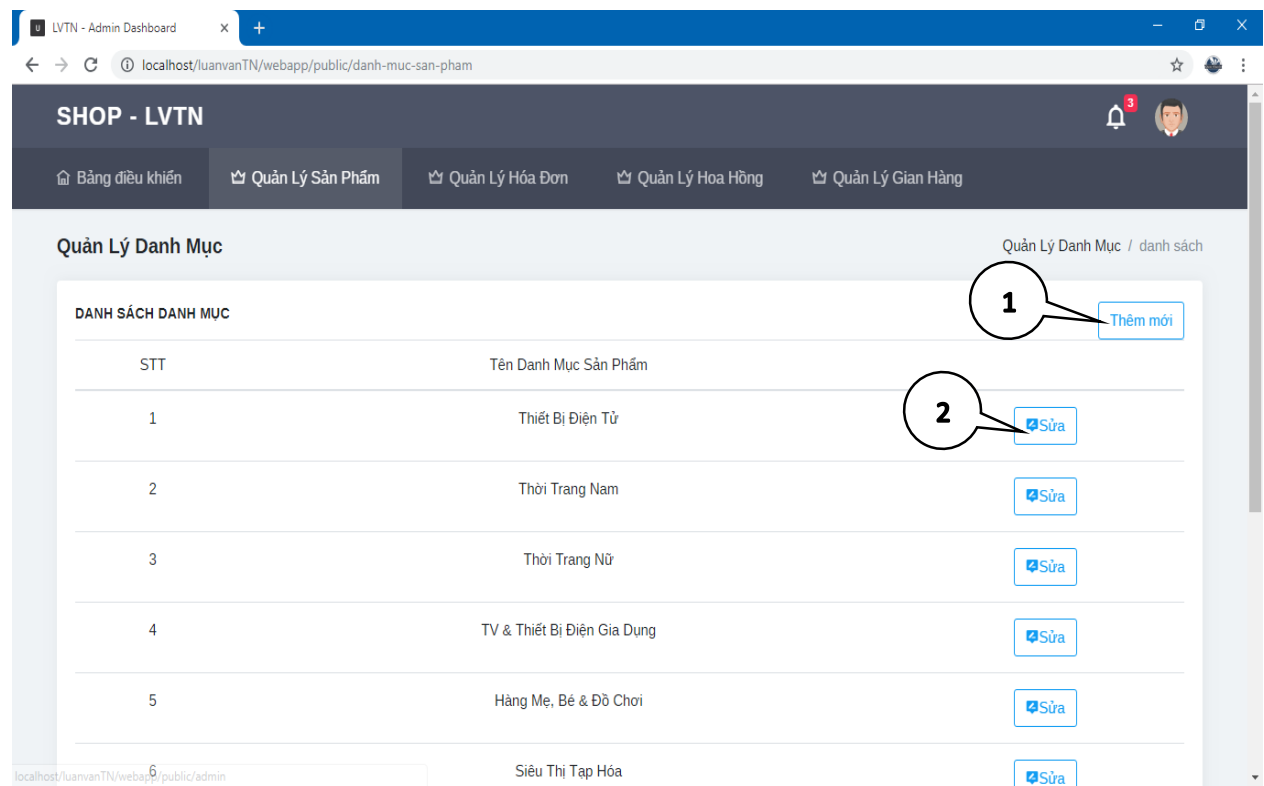 LVTN - Admin Dashboard
localhost/luanvanTN/webapp/public/danh-muc-san-pham
SHOP - LVTN
3
Bảng điều khiển Quản Lý Sản Phẩm Quản Lý Hóa Đơn Quản Lý Hoa Hồng Quản Lý Gian Hàng
Quản Lý Danh Mục
Quản Lý Danh Mục / danh sách
DANH SÁCH DANH MỤC
1
Thêm mới
STT Tên Danh Mục Sản Phẩm
1 Thiết Bị Điện Tử 2 Sửa
2 Thời Trang Nam Sửa
3 Thời Trang Nữ Sửa
4 TV & Thiết Bị Điện Gia Dụng Sửa
5 Hàng Mẹ, Bé & Đồ Chơi Sửa
6 Siêu Thị Tạp Hóa Sửa
localhost/luanvanTN/webapp/public/admin